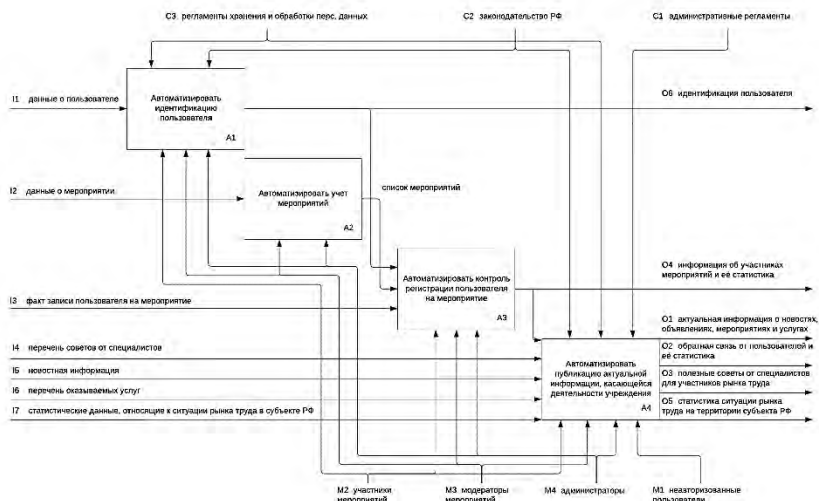 C3 регламенты хранения и обработки перс. данных
C2 законодательство РФ
C1 административные регламенты
I1 данные о пользователе
Автоматизировать
идентификацию
пользователя
A1
O6 идентификация пользователя
I2 данные о мероприятии
Автоматизировать учет
мероприятий
A2
список мероприятий
Автоматизировать контроль
регистрации пользователя
на мероприятие
A3
O4 информация об участниках
мероприятий и её статистика
I3 факт записи пользователя на мероприятие
O1 актуальная информация о новостях,
объявлениях, мероприятиях и услугах
I4 перечень советов от специалистов
I5 новостная информация
I6 перечень оказываемых услуг
I7 статистические данные, относящие к ситуации рынка труда в субъекте РФ
Автоматизировать
публикацию актуальной
информации, касающейся
деятельности учреждения
A4
O2 обратная связь от пользователей и
её статистика
O3 полезные советы от специалистов
для участников рынка труда
O5 статистика ситуации рынка
труда на территории субъекта РФ
M2 участники
мероприятий
M3 модераторы
мероприятий
M4 администраторы
M1 неавторизованные
пользователи